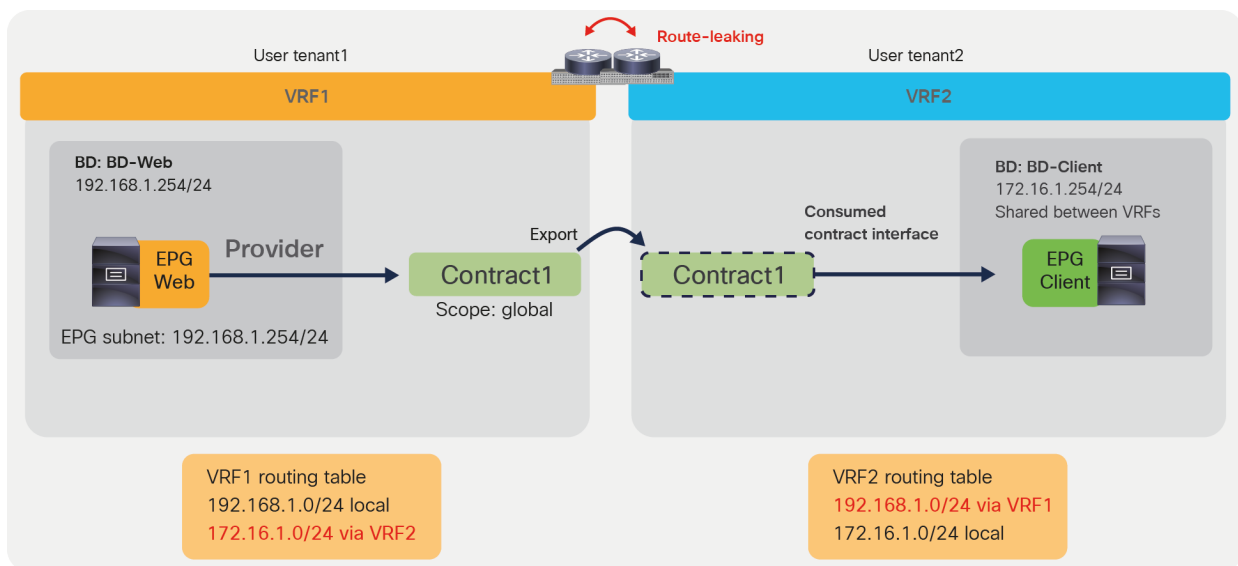 Route-leaking
User tenant1
User tenant2
VRF1
VRF2
BD: BD-Web
192.168.1.254/24
EPG
Web
Provider
EPG subnet: 192.168.1.254/24
Contract1
Scope: global
Export
Contract1
Consumed
contract interface
BD: BD-Client
172.16.1.254/24
Shared between VRFs
EPG
Client
VRF1 routing table
192.168.1.0/24 local
172.16.1.0/24 via VRF2
VRF2 routing table
192.168.1.0/24 via VRF1
172.16.1.0/24 local